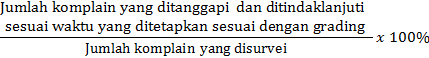 Jumlah komplain yang ditanggapi dan ditindaklanjuti
sesuai waktu yang ditetapkan sesuai dengan grading
x 100%
Jumlah komplain yang disurvei